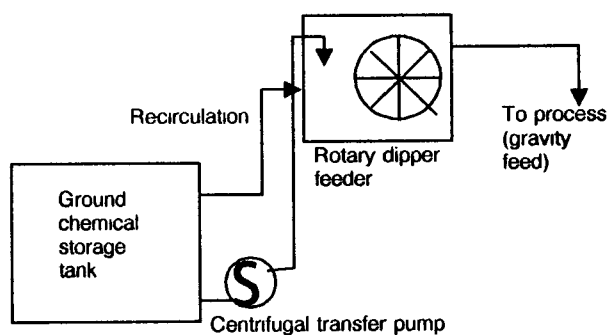 Recirculation
Rotary dipper
feeder
To process
(gravity
feed)
Ground
chemical
storage
tank
S
Centrifugal transfer pump